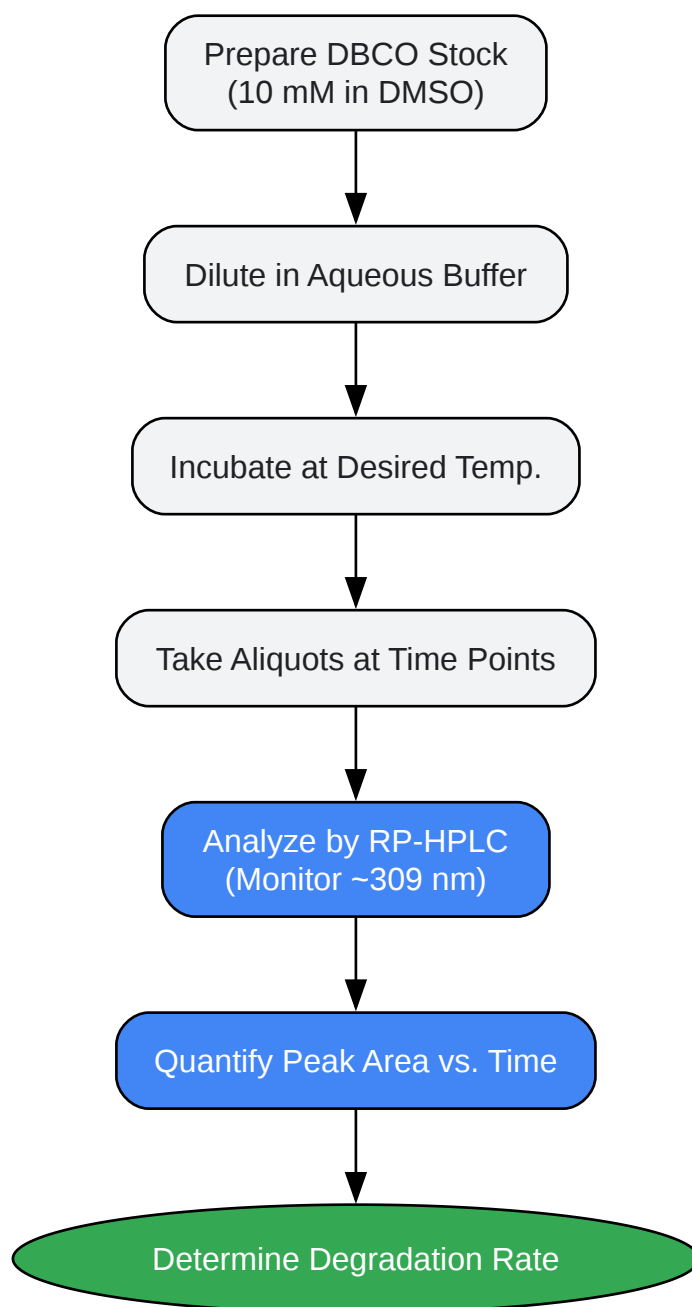 Prepare DBCO Stock
(10 mM in DMSO)
Dilute in Aqueous Buffer
Incubate at Desired Temp.
Take Aliquots at Time Points
Analyze by RP-HPLC
(Monitor ~309 nm)
Quantify Peak Area vs. Time
Determine Degradation Rate